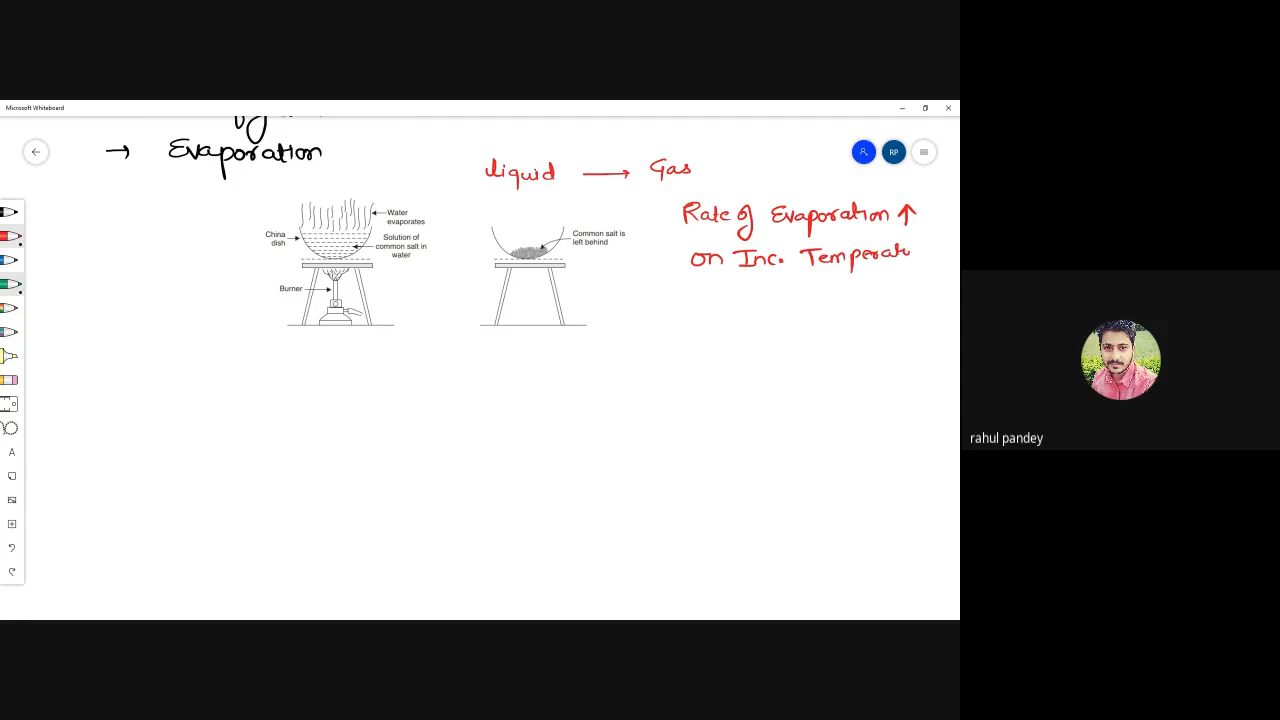 Microsoft Whiteboard
→ Evaporation
RP
liquid → Gas
Water
evaporates
China
dish
Solution of
common salt in
water
Burner
Common salt is
left behind
Rate of Evaporation ↑
on Inc. Temperat
A
rahul pandey